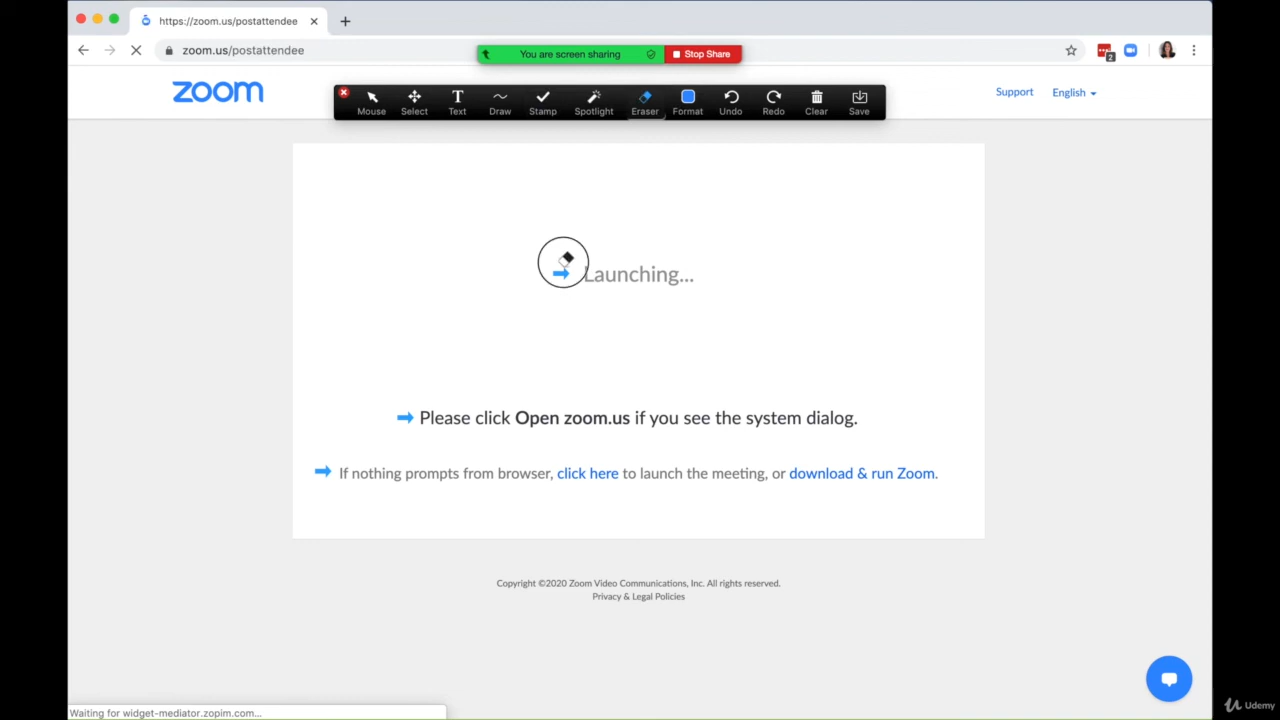 https://zoom.us/postattendee
zoom.us/postattendee
You are screen sharing
Stop Share
2
zoom
Mouse
Select
T
Text
Draw
Stamp
Spotlight
Eraser
Format
Undo
Redo
Clear
Save
Support
English
Launching...
Please click Open zoom.us if you see the system dialog.
If nothing prompts from browser, click here to launch the meeting, or download & run Zoom.
Copyright ©2020 Zoom Video Communications, Inc. All rights reserved.
Privacy & Legal Policies
Waiting for widget-mediator.zopim.com...
Udemy